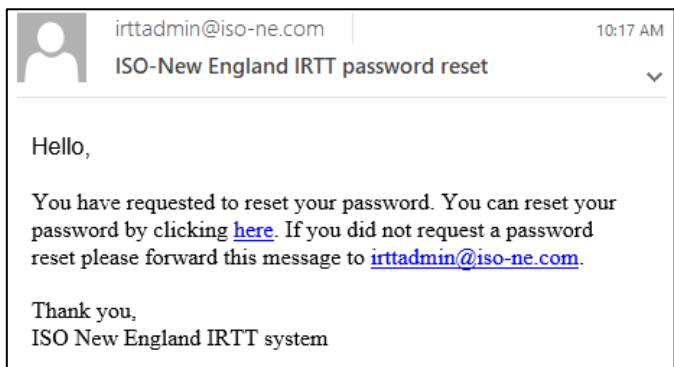 irttadmin@iso-ne.com
10:17 AM
ISO-New England IRTT password reset
Hello,
You have requested to reset your password. You can reset your
password by clicking here. If you did not request a password
reset please forward this message to irttadmin@iso-ne.com.
Thank you,
ISO New England IRTT system